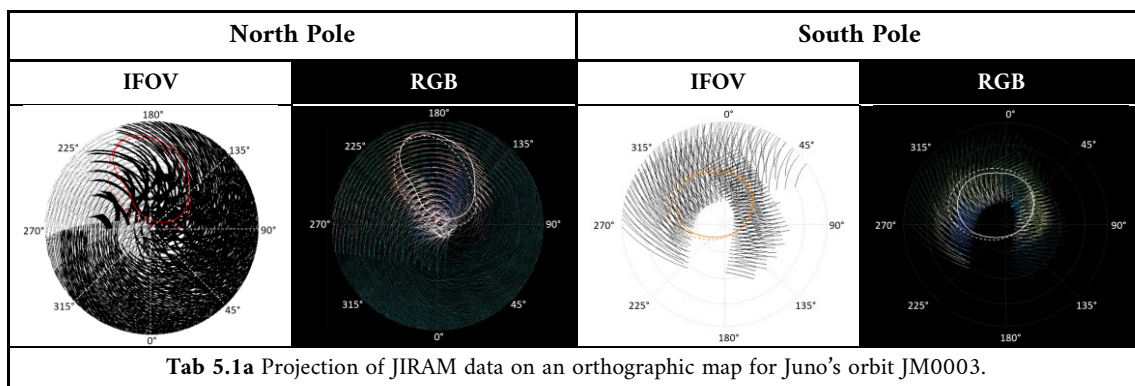 North Pole South Pole
IFOV RGB IFOV RGB
180° 180° 0° 0°
225° 135° 225° 135° 315° 45° 315° 45°
270° 90° 270° 90° 270° 90° 270° 90°
315° 45° 315° 45° 225° 135° 225° 135°
0° 0° 180° 180°
Tab 5.1a Projection of JIRAM data on an orthographic map for Juno's orbit JM0003.